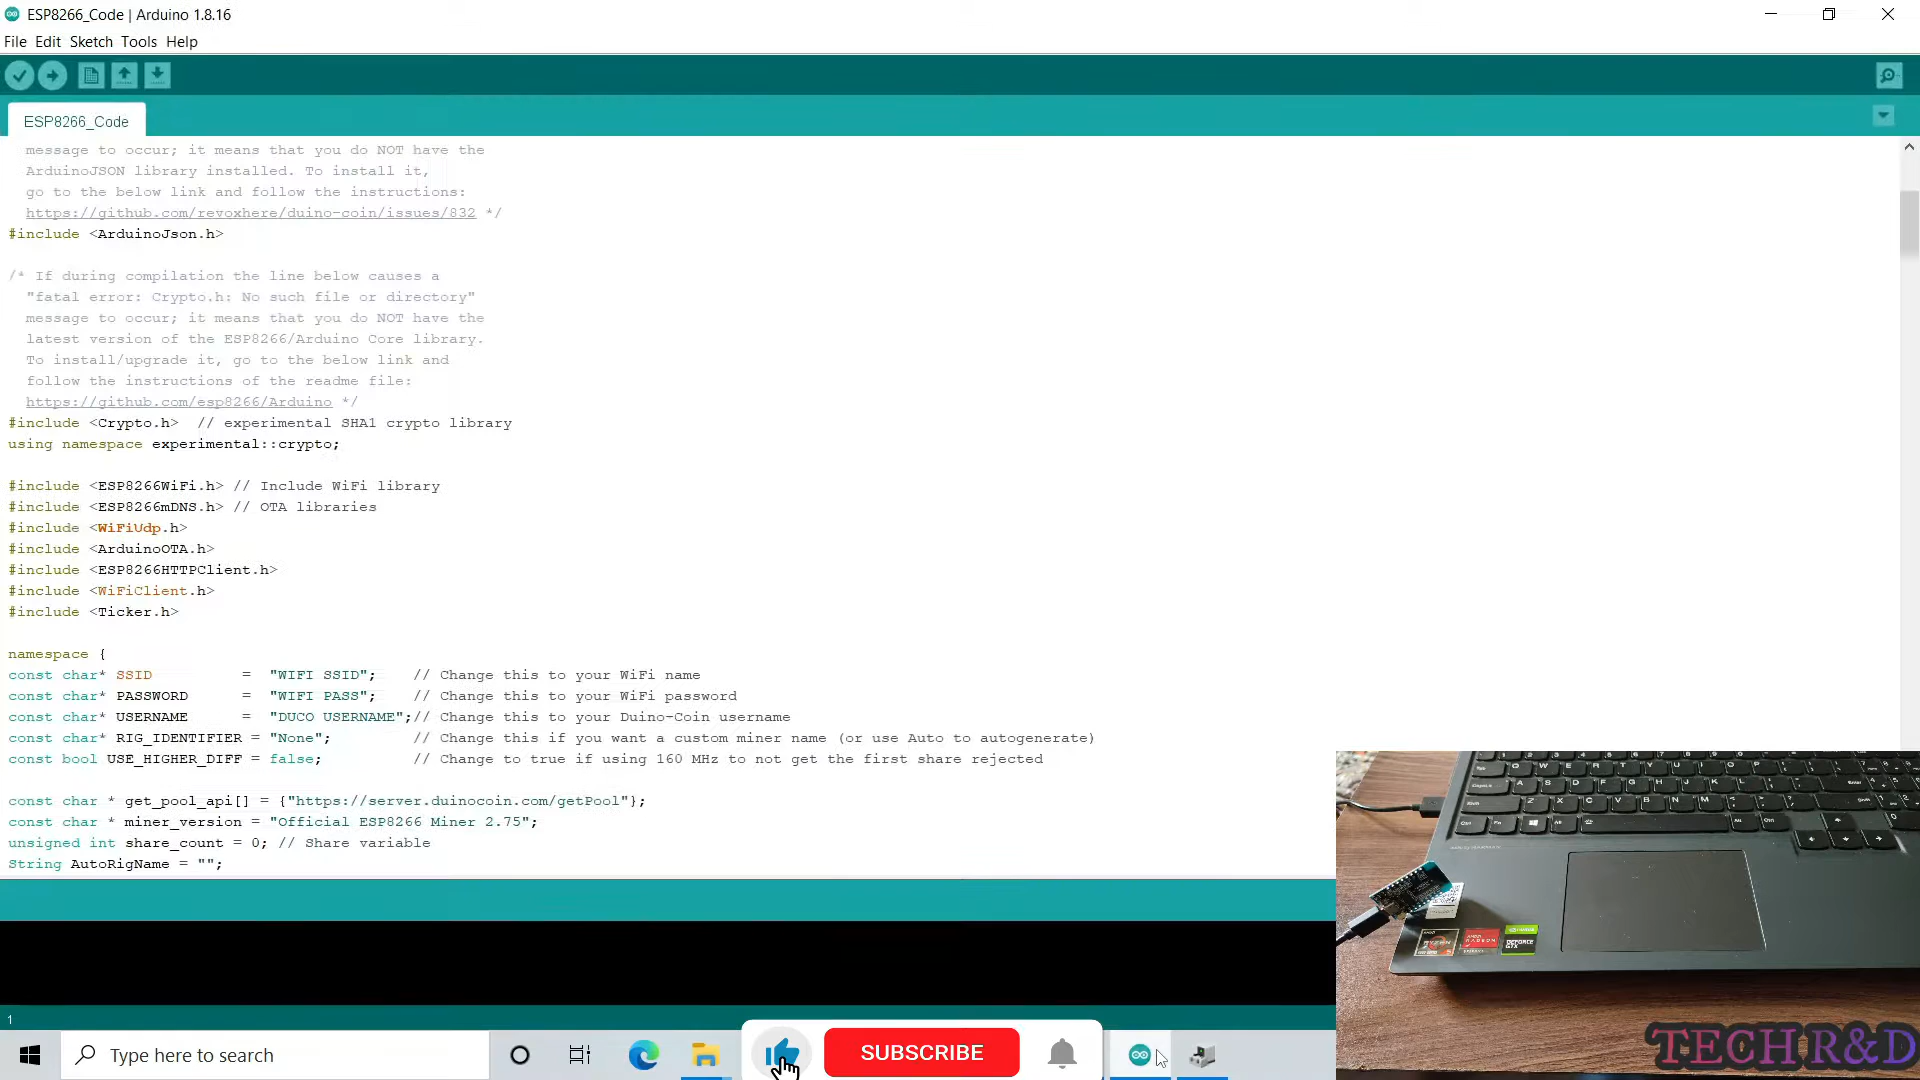 ESP8266_Code | Arduino 1.8.16
File Edit Sketch Tools Help
ESP8266_Code
message to occur; it means that you do NOT have the
ArduinoJSON library installed. To install it,
go to the below link and follow the instructions:
https://github.com/revoxhere/duino-coin/issues/832 */
#include <ArduinoJson.h>
/* If during compilation the line below causes a
"fatal error: Crypto.h: No such file or directory"
message to occur; it means that you do NOT have the
latest version of the ESP8266/Arduino Core library.
To install/upgrade it, go to the below link and
follow the instructions of the readme file:
https://github.com/esp8266/Arduino */
#include <Crypto.h>  // experimental SHA1 crypto library
using namespace experimental::crypto;
#include <ESP8266WiFi.h> // Include WiFi library
#include <ESP8266mDNS.h> // OTA libraries
#include <WiFiUdp.h>
#include <ArduinoOTA.h>
#include <ESP8266HTTPClient.h>
#include <WiFiClient.h>
#include <Ticker.h>
namespace {
const char* SSID          =  "WIFI SSID";    // Change this to your WiFi name
const char* PASSWORD      =  "WIFI PASS";    // Change this to your WiFi password
const char* USERNAME      =  "DUCO USERNAME";// Change this to your Duino-Coin username
const char* RIG_IDENTIFIER = "None";         // Change this if you want a custom miner name (or use Auto to autogenerate)
const bool USE_HIGHER_DIFF = false;          // Change to true if using 160 MHz to not get the first share rejected
const char * get_pool_api[] = {"https://server.duinocoin.com/getPool"};
const char * miner_version = "Official ESP8266 Miner 2.75";
unsigned int share_count = 0; // Share variable
String AutoRigName = "";
1
Type here to search
SUBSCRIBE
TECH R&D